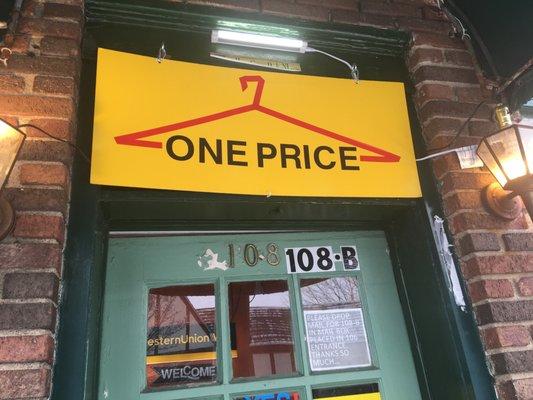 ONE PRICE
108
108-B
esternUnion
WELCOME
PLEASE DROP
MAIL FOR 108-B
IN MAIL BOX
PLACED IN 106
ENTRANCE
THANKS SO
MUCH...